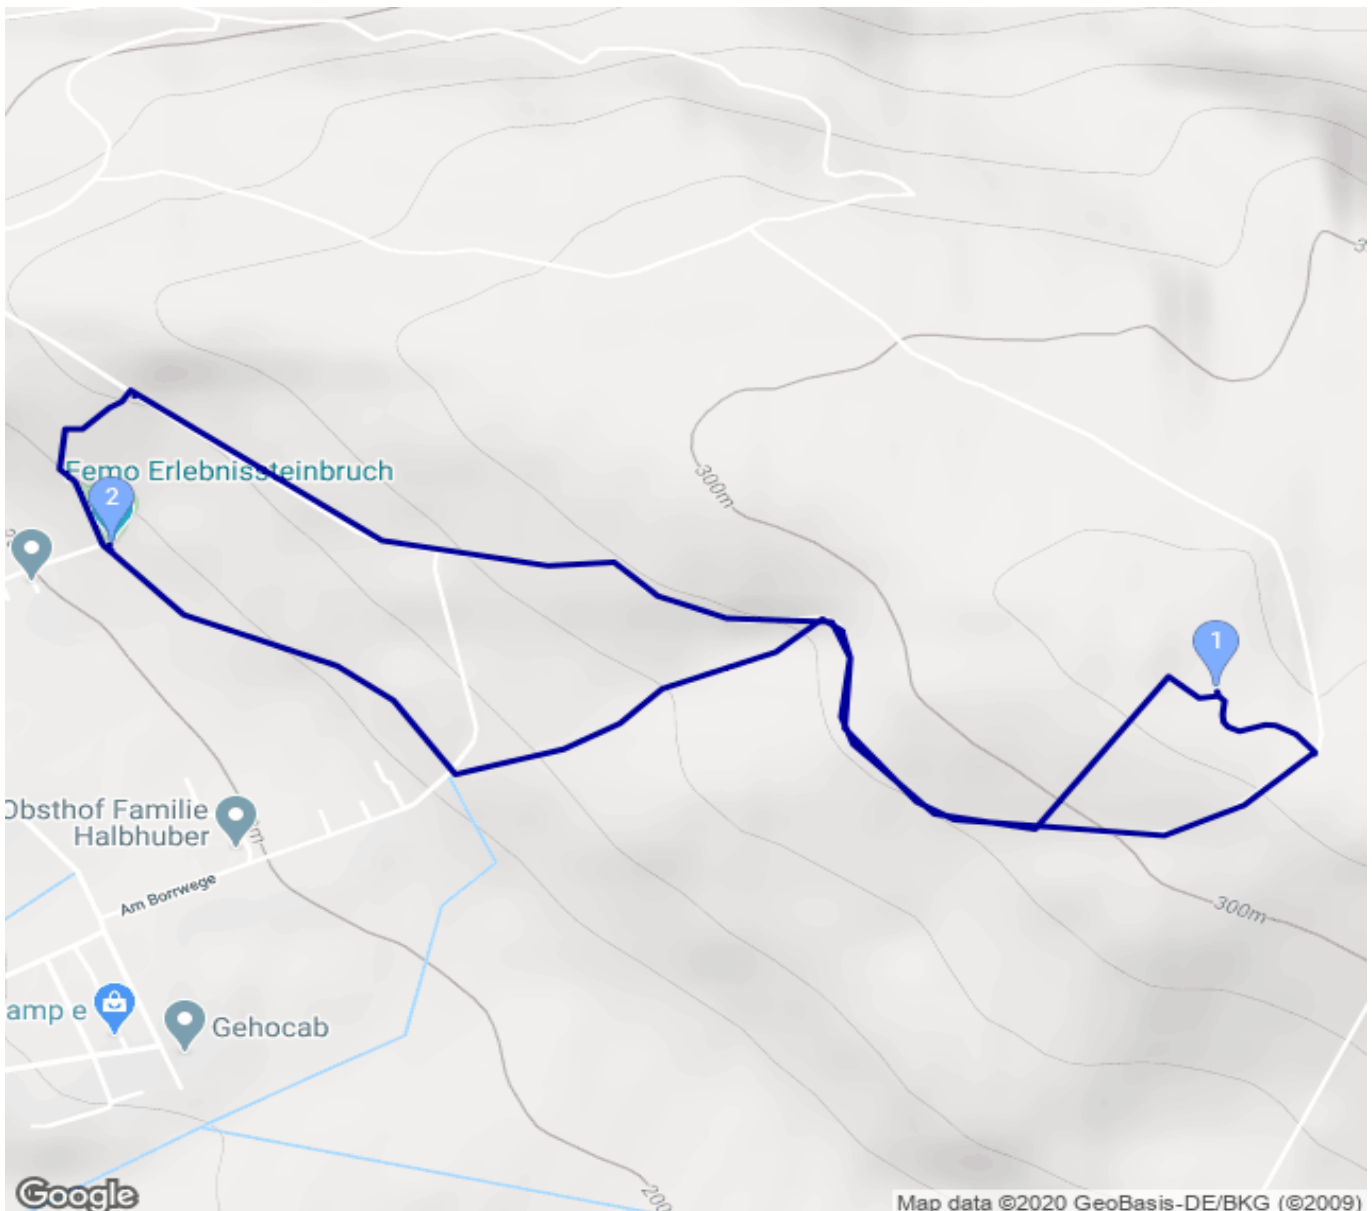 300m
Femo Erlebnissteinbruch
2
1
Obsthof Familie
Halbhuber
Am Borrwege
300m
amp e
Gehocab
200
Google
Map data ©2020 GeoBasis-DE/BKG (©2009)